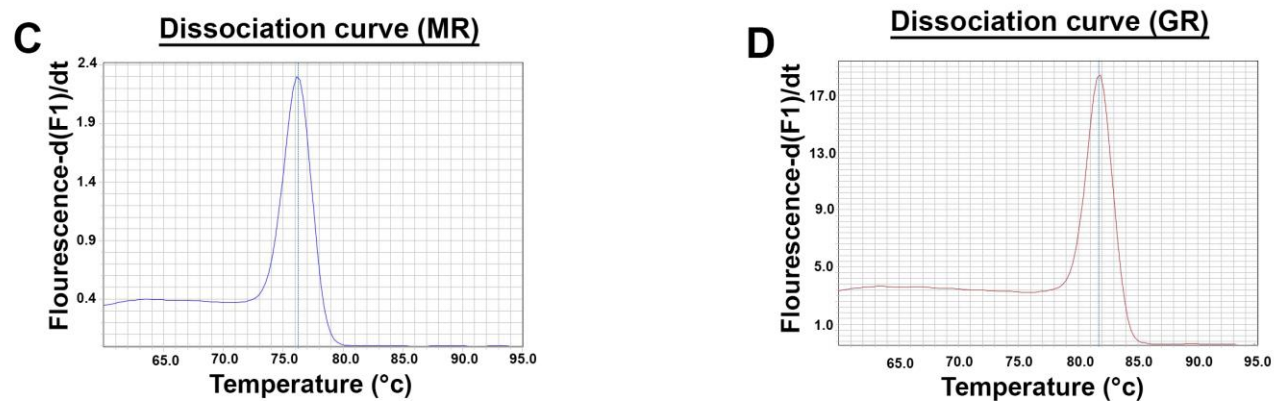 C
Dissociation curve (MR)
Flourescence-d(F1)/dt
2.4
1.9
1.4
0.9
0.4
65.0 70.0 75.0 80.0 85.0 90.0 95.0
Temperature (°c)
D
Dissociation curve (GR)
Flourescence-d(F1)/dt
17.0
13.0
9.0
5.0
1.0
65.0 70.0 75.0 80.0 85.0 90.0 95.0
Temperature (°c)